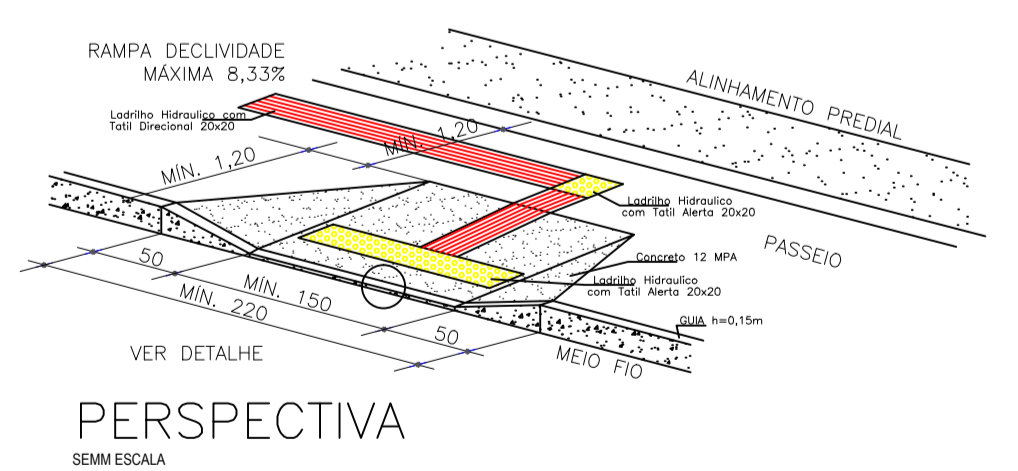 RAMPA DECLIVIDADE
MÁXIMA 8,33%
ALINHAMENTO PREDIAL
Ladrilho Hidraulico com
Tatil Direcional 20x20
MÍN. 1,20
MÍN. 1,20
Ladrilho Hidraulico
com Tatil Alerta 20x20
PASSEIO
Concreto 12 MPA
Ladrilho Hidraulico
com Tatil Alerta 20x20
50
MÍN. 150
MÍN. 220
50
GUIA h=0,15m
MEIO FIO
VER DETALHE
PERSPECTIVA
SEMM ESCALA